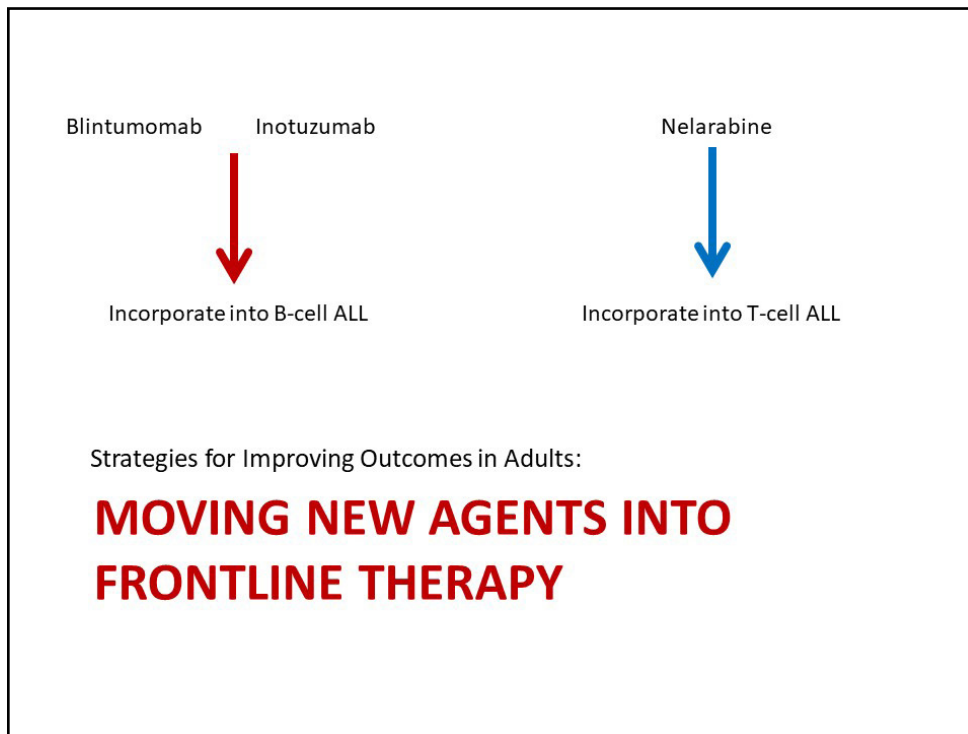 Blintumomab Inotuzumab Nelarabine
Incorporate into B-cell ALL Incorporate into T-cell ALL
Strategies for Improving Outcomes in Adults:
MOVING NEW AGENTS INTO
FRONTLINE THERAPY